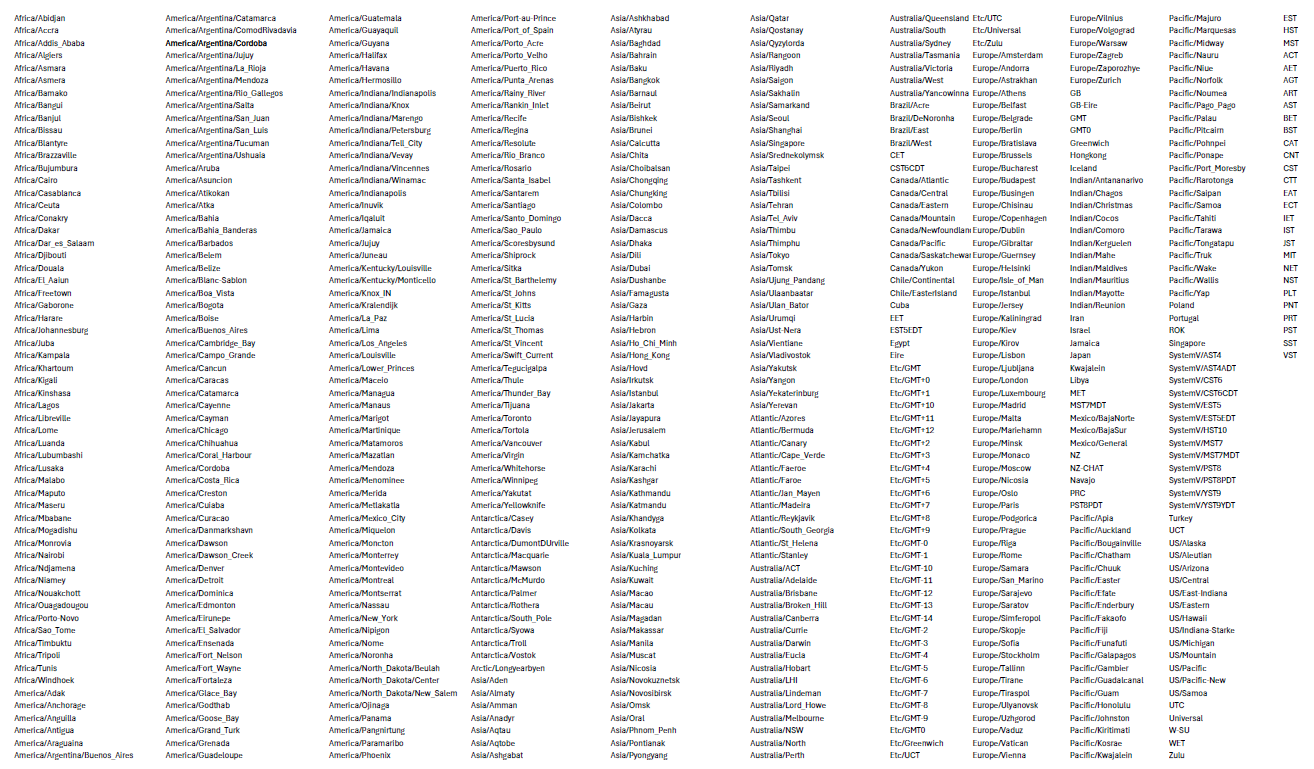 Africa/Abidjan
Africa/Accra
Africa/Addis_Ababa
Africa/Algiers
Africa/Asmara
Africa/Asmera
Africa/Bamako
Africa/Bangui
Africa/Banjul
Africa/Bissau
Africa/Blantyre
Africa/Brazzaville
Africa/Bujumbura
Africa/Cairo
Africa/Casablanca
Africa/Ceuta
Africa/Conakry
Africa/Dakar
Africa/Dar_es_Salaam
Africa/Djibouti
Africa/Douala
Africa/El_Aaiun
Africa/Freetown
Africa/Gaborone
Africa/Harare
Africa/Johannesburg
Africa/Juba
Africa/Kampala
Africa/Khartoum
Africa/Kigali
Africa/Kinshasa
Africa/Lagos
Africa/Libreville
Africa/Lome
Africa/Luanda
Africa/Lubumbashi
Africa/Lusaka
Africa/Malabo
Africa/Maputo
Africa/Maseru
Africa/Mbabane
Africa/Mogadishu
Africa/Monrovia
Africa/Nairobi
Africa/Ndjamena
Africa/Niamey
Africa/Nouakchott
Africa/Ouagadougou
Africa/Porto-Novo
Africa/Sao_Tome
Africa/Timbuktu
Africa/Tripoli
Africa/Tunis
Africa/Windhoek
America/Adak
America/Anchorage
America/Anguilla
America/Antigua
America/Araguaina
America/Argentina/Buenos_Aires
America/Argentina/Catamarca
America/Argentina/ComodRivadavia
America/Argentina/Cordoba
America/Argentina/Jujuy
America/Argentina/La_Rioja
America/Argentina/Mendoza
America/Argentina/Rio_Gallegos
America/Argentina/Salta
America/Argentina/San_Juan
America/Argentina/San_Luis
America/Argentina/Tucuman
America/Argentina/Ushuaia
America/Aruba
America/Asuncion
America/Atikokan
America/Atka
America/Bahia
America/Bahia_Banderas
America/Barbados
America/Belem
America/Belize
America/Blanc-Sablon
America/Boa_Vista
America/Bogota
America/Boise
America/Buenos_Aires
America/Cambridge_Bay
America/Campo_Grande
America/Cancun
America/Caracas
America/Catamarca
America/Cayenne
America/Cayman
America/Chicago
America/Chihuahua
America/Coral_Harbour
America/Cordoba
America/Costa_Rica
America/Creston
America/Cuiaba
America/Curacao
America/Danmarkshavn
America/Dawson
America/Dawson_Creek
America/Denver
America/Detroit
America/Dominica
America/Edmonton
America/Eirunepe
America/El_Salvador
America/Ensenada
America/Fort_Nelson
America/Fort_Wayne
America/Fortaleza
America/Glace_Bay
America/Godthab
America/Goose_Bay
America/Grand_Turk
America/Grenada
America/Guadeloupe
America/Guatemala
America/Guayaquil
America/Guyana
America/Halifax
America/Havana
America/Hermosillo
America/Indiana/Indianapolis
America/Indiana/Knox
America/Indiana/Marengo
America/Indiana/Petersburg
America/Indiana/Tell_City
America/Indiana/Vevay
America/Indiana/Vincennes
America/Indiana/Winamac
America/Indianapolis
America/Inuvik
America/Iqaluit
America/Jamaica
America/Jujuy
America/Juneau
America/Kentucky/Louisville
America/Kentucky/Monticello
America/Knox_IN
America/Kralendijk
America/La_Paz
America/Lima
America/Los_Angeles
America/Louisville
America/Lower_Princes
America/Maceio
America/Managua
America/Manaus
America/Marigot
America/Martinique
America/Matamoros
America/Mazatlan
America/Mendoza
America/Menominee
America/Merida
America/Metlakatla
America/Mexico_City
America/Miquelon
America/Moncton
America/Monterrey
America/Montevideo
America/Montreal
America/Montserrat
America/Nassau
America/New_York
America/Nipigon
America/Nome
America/Noronha
America/North_Dakota/Beulah
America/North_Dakota/Center
America/North_Dakota/New_Salem
America/Ojinaga
America/Panama
America/Pangnirtung
America/Paramaribo
America/Phoenix
America/Port-au-Prince
America/Port_of_Spain
America/Porto_Acre
America/Porto_Velho
America/Puerto_Rico
America/Punta_Arenas
America/Rainy_River
America/Rankin_Inlet
America/Recife
America/Regina
America/Resolute
America/Rio_Branco
America/Rosario
America/Santa_Isabel
America/Santarem
America/Santiago
America/Santo_Domingo
America/Sao_Paulo
America/Scoresbysund
America/Shiprock
America/Sitka
America/St_Barthelemy
America/St_Johns
America/St_Kitts
America/St_Lucia
America/St_Thomas
America/St_Vincent
America/Swift_Current
America/Tegucigalpa
America/Thule
America/Thunder_Bay
America/Tijuana
America/Toronto
America/Tortola
America/Vancouver
America/Virgin
America/Whitehorse
America/Winnipeg
America/Yakutat
America/Yellowknife
Antarctica/Casey
Antarctica/Davis
Antarctica/DumontDUrville
Antarctica/Macquarie
Antarctica/Mawson
Antarctica/McMurdo
Antarctica/Palmer
Antarctica/Rothera
Antarctica/South_Pole
Antarctica/Syowa
Antarctica/Troll
Antarctica/Vostok
Arctic/Longyearbyen
Asia/Aden
Asia/Almaty
Asia/Amman
Asia/Anadyr
Asia/Aqtau
Asia/Aqtobe
Asia/Ashgabat
Asia/Ashkhabad
Asia/Atyrau
Asia/Baghdad
Asia/Bahrain
Asia/Baku
Asia/Bangkok
Asia/Barnaul
Asia/Beirut
Asia/Bishkek
Asia/Brunei
Asia/Calcutta
Asia/Chita
Asia/Choibalsan
Asia/Chongqing
Asia/Chungking
Asia/Colombo
Asia/Dacca
Asia/Damascus
Asia/Dhaka
Asia/Dili
Asia/Dubai
Asia/Dushanbe
Asia/Famagusta
Asia/Gaza
Asia/Harbin
Asia/Hebron
Asia/Ho_Chi_Minh
Asia/Hong_Kong
Asia/Hovd
Asia/Irkutsk
Asia/Istanbul
Asia/Jakarta
Asia/Jayapura
Asia/Jerusalem
Asia/Kabul
Asia/Kamchatka
Asia/Karachi
Asia/Kashgar
Asia/Kathmandu
Asia/Katmandu
Asia/Khandyga
Asia/Kolkata
Asia/Krasnoyarsk
Asia/Kuala_Lumpur
Asia/Kuching
Asia/Kuwait
Asia/Macao
Asia/Macau
Asia/Magadan
Asia/Makassar
Asia/Manila
Asia/Muscat
Asia/Nicosia
Asia/Novokuznetsk
Asia/Novosibirsk
Asia/Omsk
Asia/Oral
Asia/Phnom_Penh
Asia/Pontianak
Asia/Pyongyang
Asia/Qatar
Asia/Qostanay
Asia/Qyzylorda
Asia/Rangoon
Asia/Riyadh
Asia/Saigon
Asia/Sakhalin
Asia/Samarkand
Asia/Seoul
Asia/Shanghai
Asia/Singapore
Asia/Srednekolymsk
Asia/Taipei
Asia/Tashkent
Asia/Tbilisi
Asia/Tehran
Asia/Tel_Aviv
Asia/Thimbu
Asia/Thimphu
Asia/Tokyo
Asia/Tomsk
Asia/Ujung_Pandang
Asia/Ulaanbaatar
Asia/Ulan_Bator
Asia/Urumqi
Asia/Ust-Nera
Asia/Vientiane
Asia/Vladivostok
Asia/Yakutsk
Asia/Yangon
Asia/Yekaterinburg
Asia/Yerevan
Atlantic/Azores
Atlantic/Bermuda
Atlantic/Canary
Atlantic/Cape_Verde
Atlantic/Faeroe
Atlantic/Faroe
Atlantic/Jan_Mayen
Atlantic/Madeira
Atlantic/Reykjavik
Atlantic/South_Georgia
Atlantic/St_Helena
Atlantic/Stanley
Australia/ACT
Australia/Adelaide
Australia/Brisbane
Australia/Broken_Hill
Australia/Canberra
Australia/Currie
Australia/Darwin
Australia/Eucla
Australia/Hobart
Australia/LHI
Australia/Lindeman
Australia/Lord_Howe
Australia/Melbourne
Australia/NSW
Australia/North
Australia/Perth
Australia/Queensland
Australia/South
Australia/Sydney
Australia/Tasmania
Australia/Victoria
Australia/West
Australia/Yancowinna
Brazil/Acre
Brazil/DeNoronha
Brazil/East
Brazil/West
CET
CST6CDT
Canada/Atlantic
Canada/Central
Canada/Eastern
Canada/Mountain
Canada/Newfoundlan
Canada/Pacific
Canada/Saskatchewa
Canada/Yukon
Chile/Continental
Chile/EasterIsland
Cuba
EET
EST5EDT
Egypt
Eire
Etc/GMT
Etc/GMT+0
Etc/GMT+1
Etc/GMT+10
Etc/GMT+11
Etc/GMT+12
Etc/GMT+2
Etc/GMT+3
Etc/GMT+4
Etc/GMT+5
Etc/GMT+6
Etc/GMT+7
Etc/GMT+8
Etc/GMT+9
Etc/GMT-0
Etc/GMT-1
Etc/GMT-10
Etc/GMT-11
Etc/GMT-12
Etc/GMT-13
Etc/GMT-14
Etc/GMT-2
Etc/GMT-3
Etc/GMT-4
Etc/GMT-5
Etc/GMT-6
Etc/GMT-7
Etc/GMT-8
Etc/GMT-9
Etc/GMT0
Etc/Greenwich
Etc/UCT
Etc/UTC
Etc/Universal
Etc/Zulu
Europe/Amsterdam
Europe/Andorra
Europe/Astrakhan
Europe/Athens
Europe/Belfast
Europe/Belgrade
Europe/Berlin
Europe/Bratislava
Europe/Brussels
Europe/Bucharest
Europe/Budapest
Europe/Busingen
Europe/Chisinau
Europe/Copenhagen
Europe/Dublin
Europe/Gibraltar
Europe/Guernsey
Europe/Helsinki
Europe/Isle_of_Man
Europe/Istanbul
Europe/Jersey
Europe/Kaliningrad
Europe/Kiev
Europe/Kirov
Europe/Lisbon
Europe/Ljubljana
Europe/London
Europe/Luxembourg
Europe/Madrid
Europe/Malta
Europe/Mariehamn
Europe/Minsk
Europe/Monaco
Europe/Moscow
Europe/Nicosia
Europe/Oslo
Europe/Paris
Europe/Podgorica
Europe/Prague
Europe/Riga
Europe/Rome
Europe/Samara
Europe/San_Marino
Europe/Sarajevo
Europe/Saratov
Europe/Simferopol
Europe/Skopje
Europe/Sofia
Europe/Stockholm
Europe/Tallinn
Europe/Tirane
Europe/Tiraspol
Europe/Ulyanovsk
Europe/Uzhgorod
Europe/Vaduz
Europe/Vatican
Europe/Vienna
Europe/Vilnius
Europe/Volgograd
Europe/Warsaw
Europe/Zagreb
Europe/Zaporozhye
Europe/Zurich
GB
GB-Eire
GMT
GMT0
Greenwich
Hongkong
Iceland
Indian/Antananarivo
Indian/Chagos
Indian/Christmas
Indian/Cocos
Indian/Comoro
Indian/Kerguelen
Indian/Mahe
Indian/Maldives
Indian/Mauritius
Indian/Mayotte
Indian/Reunion
Iran
Israel
Jamaica
Japan
Kwajalein
Libya
MET
MST7MDT
Mexico/BajaNorte
Mexico/BajaSur
Mexico/General
NZ
NZ-CHAT
Navajo
PRC
PST8PDT
Pacific/Apia
Pacific/Auckland
Pacific/Bougainville
Pacific/Chatham
Pacific/Chuuk
Pacific/Easter
Pacific/Efate
Pacific/Enderbury
Pacific/Fakaofo
Pacific/Fiji
Pacific/Funafuti
Pacific/Galapagos
Pacific/Gambier
Pacific/Guadalcanal
Pacific/Guam
Pacific/Honolulu
Pacific/Johnston
Pacific/Kiritimati
Pacific/Kosrae
Pacific/Kwajalein
Pacific/Majuro
Pacific/Marquesas
Pacific/Midway
Pacific/Nauru
Pacific/Niue
Pacific/Norfolk
Pacific/Noumea
Pacific/Pago_Pago
Pacific/Palau
Pacific/Pitcairn
Pacific/Pohnpei
Pacific/Ponape
Pacific/Port_Moresby
Pacific/Rarotonga
Pacific/Saipan
Pacific/Samoa
Pacific/Tahiti
Pacific/Tarawa
Pacific/Tongatapu
Pacific/Truk
Pacific/Wake
Pacific/Wallis
Pacific/Yap
Poland
Portugal
ROK
Singapore
SystemV/AST4
SystemV/AST4ADT
SystemV/CST6
SystemV/CST6CDT
SystemV/EST5
SystemV/EST5EDT
SystemV/HST10
SystemV/MST7
SystemV/MST7MDT
SystemV/PST8
SystemV/PST8PDT
SystemV/YST9
SystemV/YST9YDT
Turkey
UCT
US/Alaska
US/Aleutian
US/Arizona
US/Central
US/East-Indiana
US/Eastern
US/Hawaii
US/Indiana-Starke
US/Michigan
US/Mountain
US/Pacific
US/Pacific-New
US/Samoa
UTC
Universal
W-SU
WET
Zulu
EST
HST
MST
ACT
AET
AGT
ART
AST
BET
BST
CAT
CNT
CST
CTT
EAT
ECT
IET
IST
JST
MIT
NET
NST
PLT
PNT
PRT
PST
SST
VST